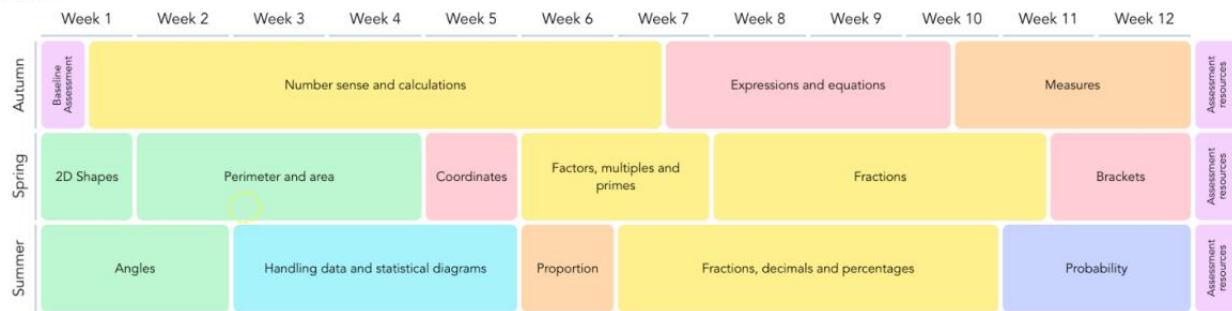 Week 1 Week 2 Week 3 Week 4 Week 5 Week 6 Week 7 Week 8 Week 9 Week 10 Week 11 Week 12
Autumn
Baseline
Assessment
Number sense and calculations
Expressions and equations
Measures
Assessment
resources
Spring
2D Shapes
Perimeter and area
Coordinates
Factors, multiples and
primes
Fractions
Brackets
Assessment
resources
Summer
Angles
Handling data and statistical diagrams
Proportion
Fractions, decimals and percentages
Probability
Assessment
resources